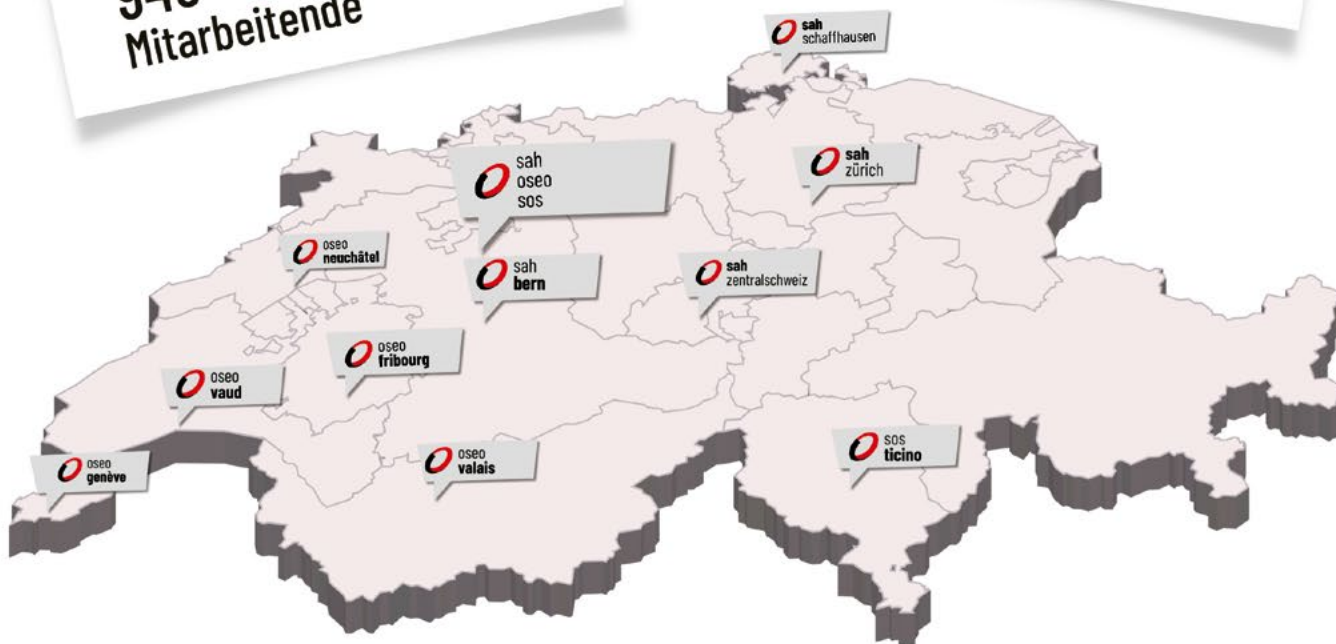 Mitarbeitende
sah
schaffhausen
sah
oseo
sos
sah
zürich
oseo
neuchâtel
sah
bern
sah
zentralschweiz
oseo
fribourg
oseo
vaud
oseo
valais
sos
ticino
oseo
genève